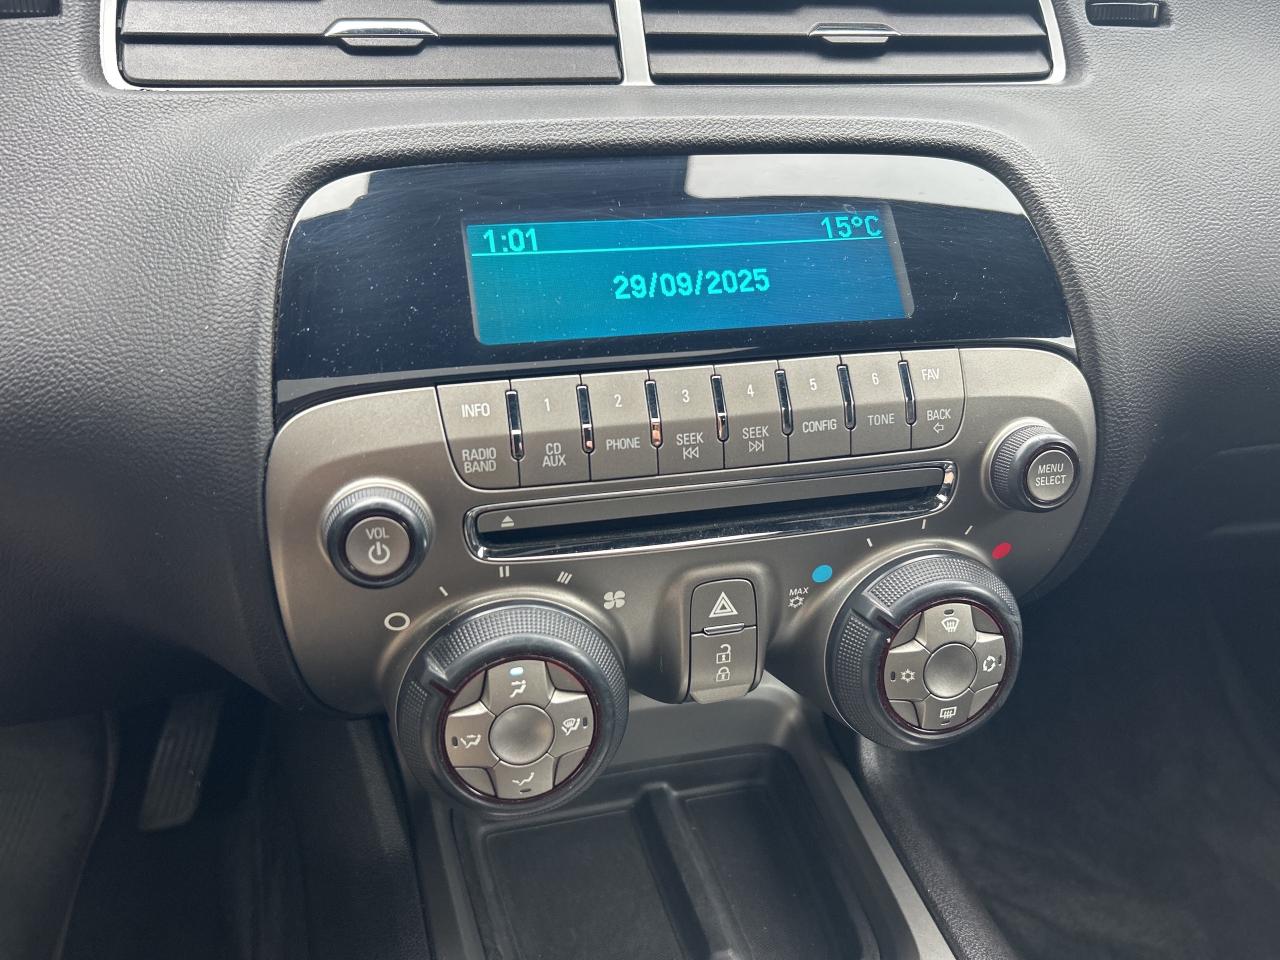 1:01 15°C
29/09/2025
INFO 1 2 3 4 5 6 FAV
RADIO BAND CD AUX PHONE SEEK SEEK CONFIG TONE BACK
MENU SELECT
VOL
MAX